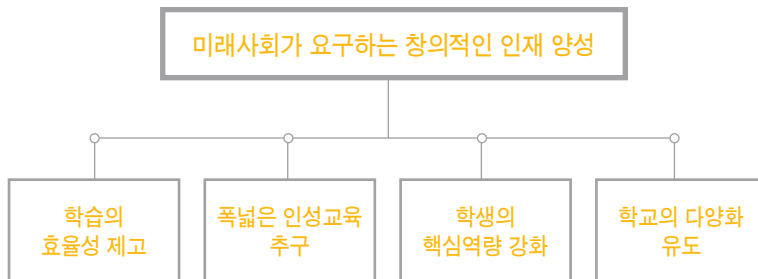 미래사회가 요구하는 창의적인 인재 양성
학습의
효율성 제고
폭넓은 인성교육
추구
학생의
핵심역량 강화
학교의 다양화
유도